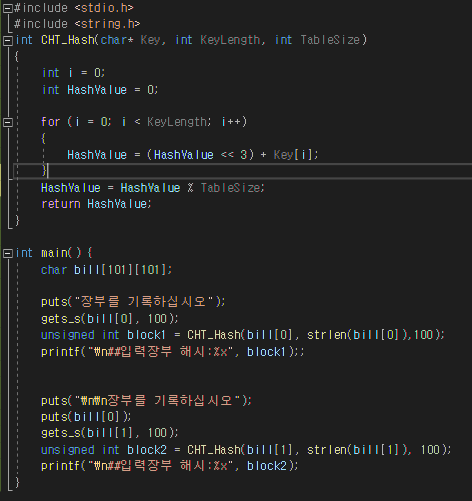 #include <stdio.h>
#include <string.h>
int CHT_Hash(char* Key, int KeyLength, int TableSize)
{
int i = 0;
int HashValue = 0;
for (i = 0; i < KeyLength; i++)
{
HashValue = (HashValue << 3) + Key[i];
}
HashValue = HashValue % TableSize;
return HashValue;
}
int main() {
char bill[101][101];
puts("장부를 기록하십시오");
gets_s(bill[0], 100);
unsigned int block1 = CHT_Hash(bill[0], strlen(bill[0]),100);
printf("₩n##입력장부 해시:%x", block1);;
puts("₩n₩n장부를 기록하십시오");
puts(bill[0]);
gets_s(bill[1], 100);
unsigned int block2 = CHT_Hash(bill[1], strlen(bill[1]), 100);
printf("₩n##입력장부 해시:%x", block2);
}